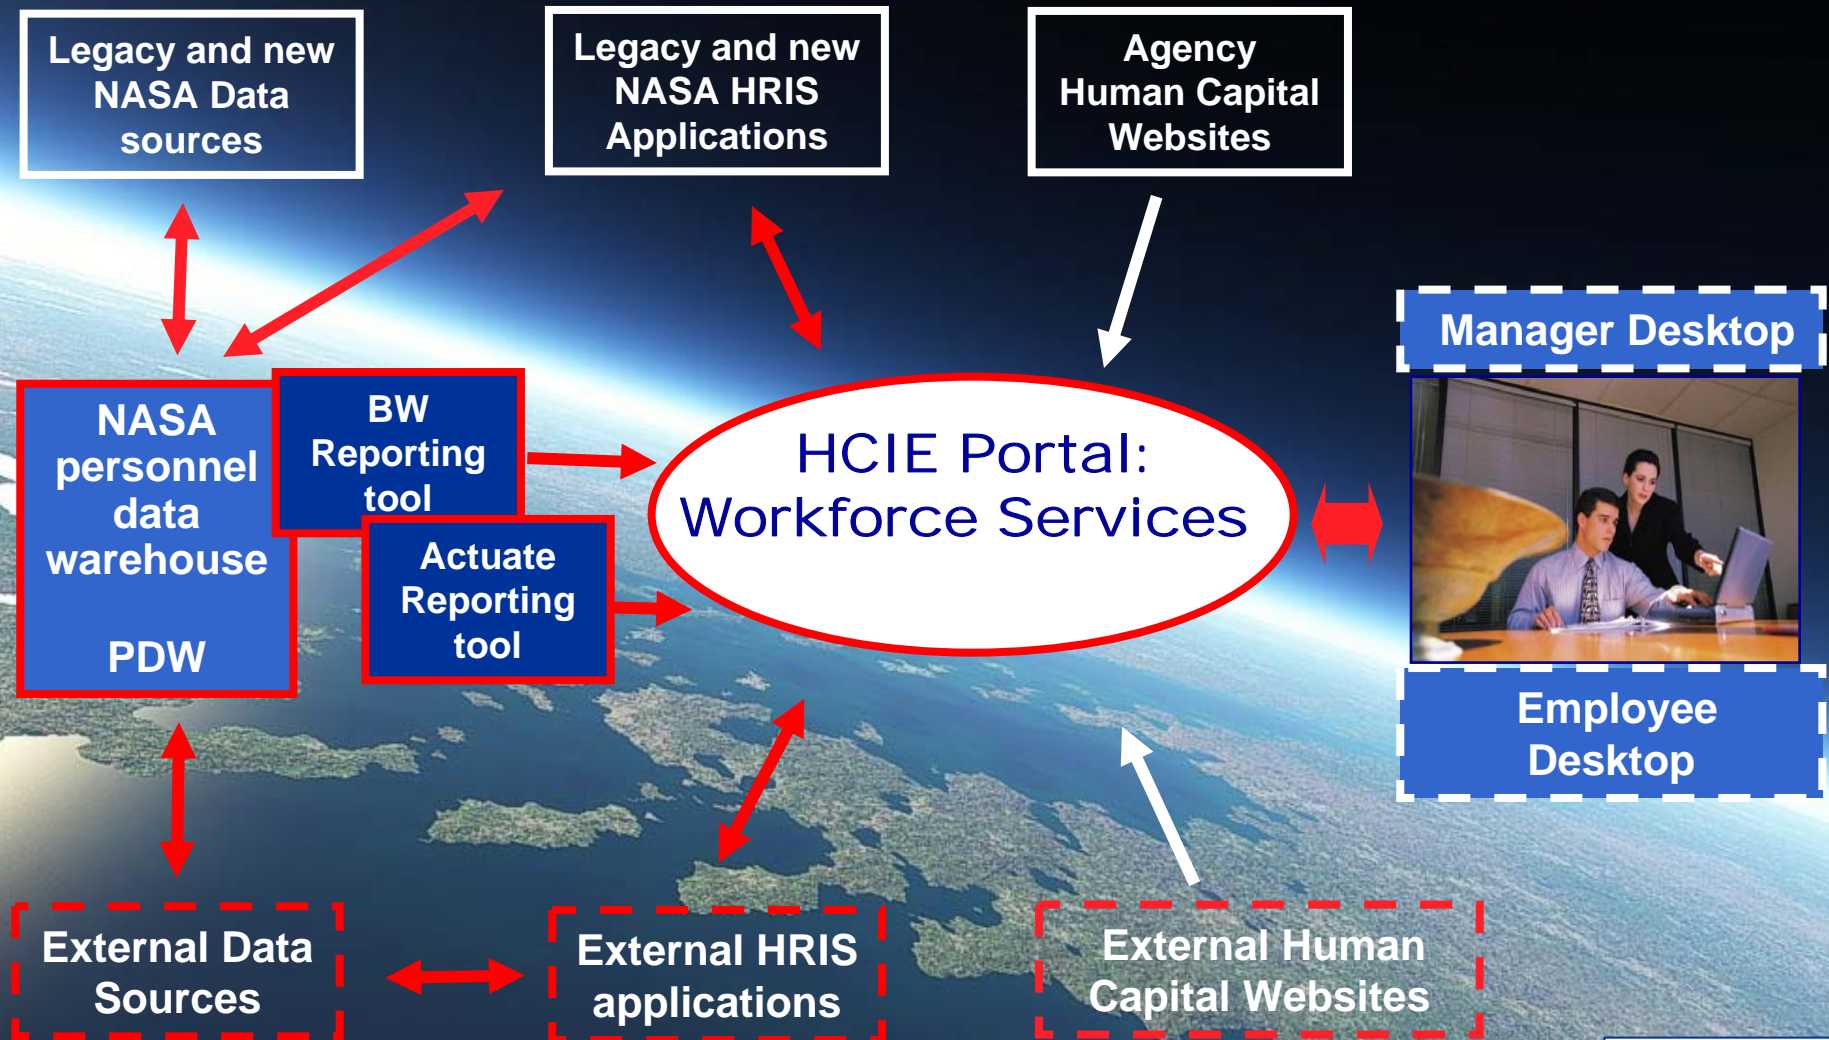 Legacy and new
NASA Data
sources
Legacy and new
NASA HRIS
Applications
Agency
Human Capital
Websites
Manager Desktop
NASA
personnel
data
warehouse
PDW
BW
Reporting
tool
Actuate
Reporting
tool
HCIE Portal:
Workforce Services
Employee
Desktop
External Data
Sources
External HRIS
applications
External Human
Capital Websites